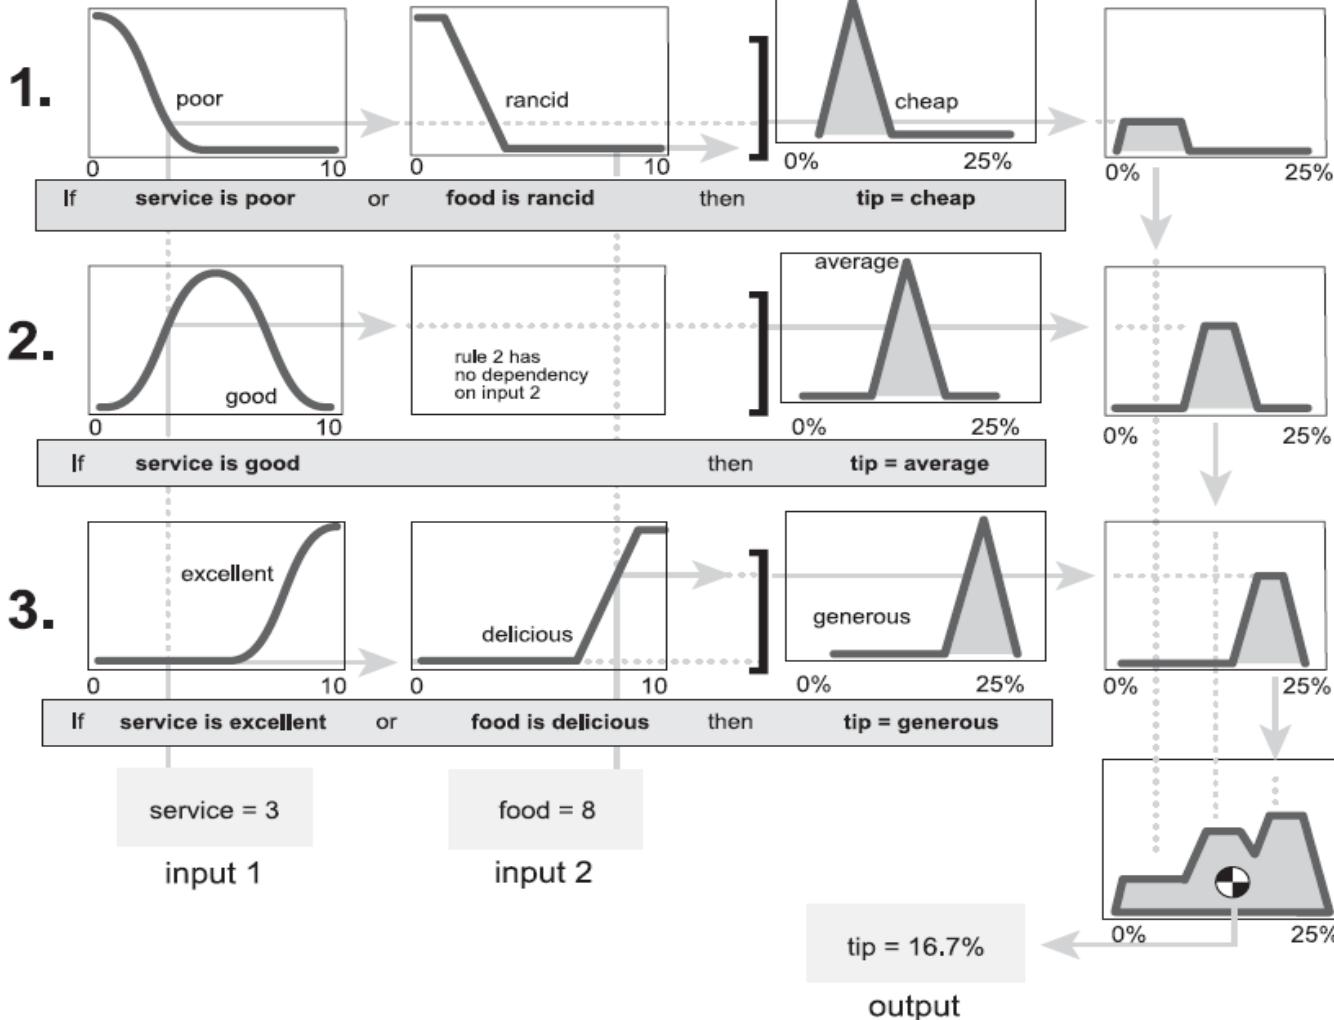 1.
poor
rancid
cheap
0 10
0 10
0% 25%
0% 25%
If service is poor or food is rancid then tip = cheap
2.
average
rule 2 has
no dependency
on input 2
good
0 10
0% 25%
0% 25%
If service is good then tip = average
3.
excellent
delicious
generous
0 10
0 10
0% 25%
0% 25%
If service is excellent or food is delicious then tip = generous
service = 3
food = 8
input 1
input 2
0% 25%
tip = 16.7%
output